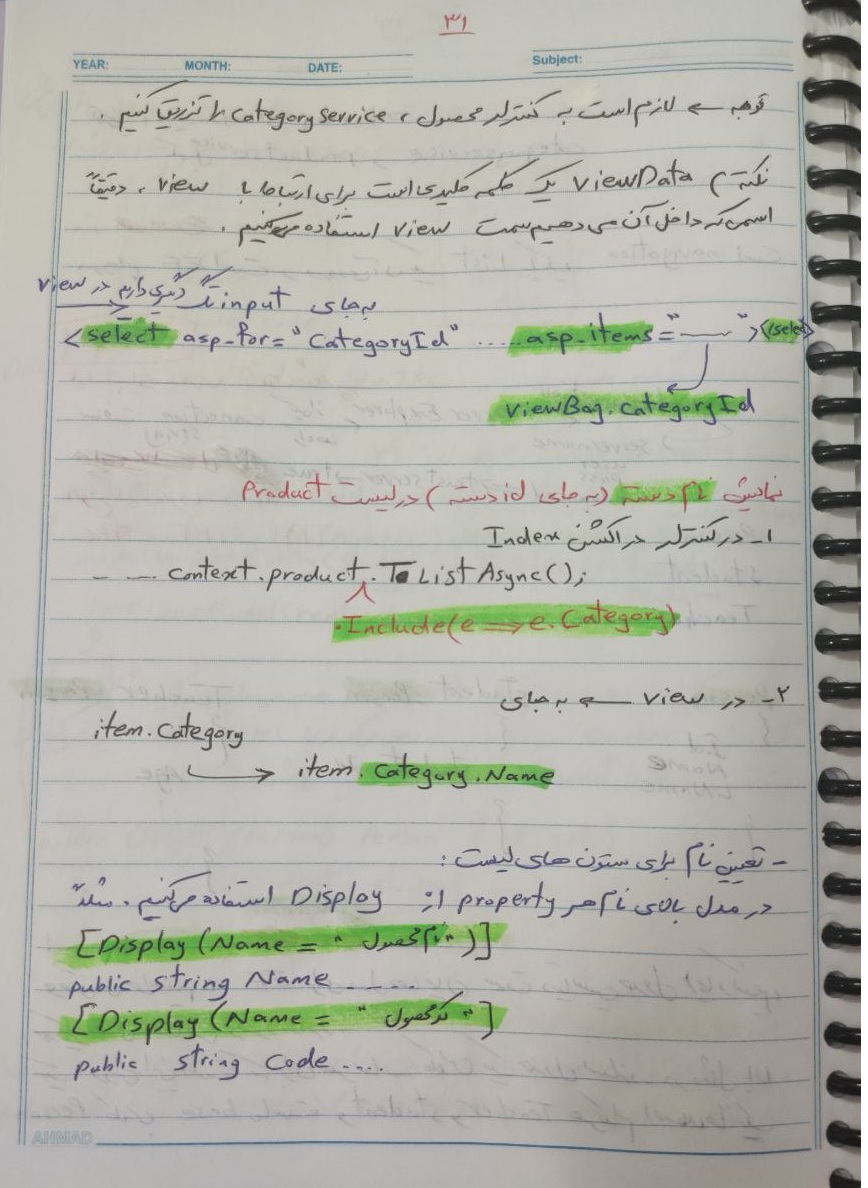 ۳۱
YEAR: MONTH: DATE: Subject:
توجه ← لازم است به کنترلر محصول، categoryservice را تزریق کنیم.
نکته) ViewData یک کلمه کلیدی است برای ارتباط با view، دقیقاً
اسمی که داخل آن می دهیم سمت view استفاده می کنیم.
به جای input تگ دیگری داریم در view
<select asp-for="CategoryId" ..... asp-items="——"></select>
ViewBag.categoryId
نمایش نام دسته (به جای id دسته) در لیست Product
۱- در کنترلر در اکشن Index
-- --- context.product.ToListAsync();
.Include(e => e.Category)
۲- در view ← به جای
item.Category
item.Category.Name
- تعیین نام برای ستون های لیست:
در مدل بالای نام هر property از Display استفاده می کنیم. مثلاً
[Display(Name = "نام محصول")]
public string Name -----
[Display(Name = "کد محصول"]
public string Code ....
AHMAD